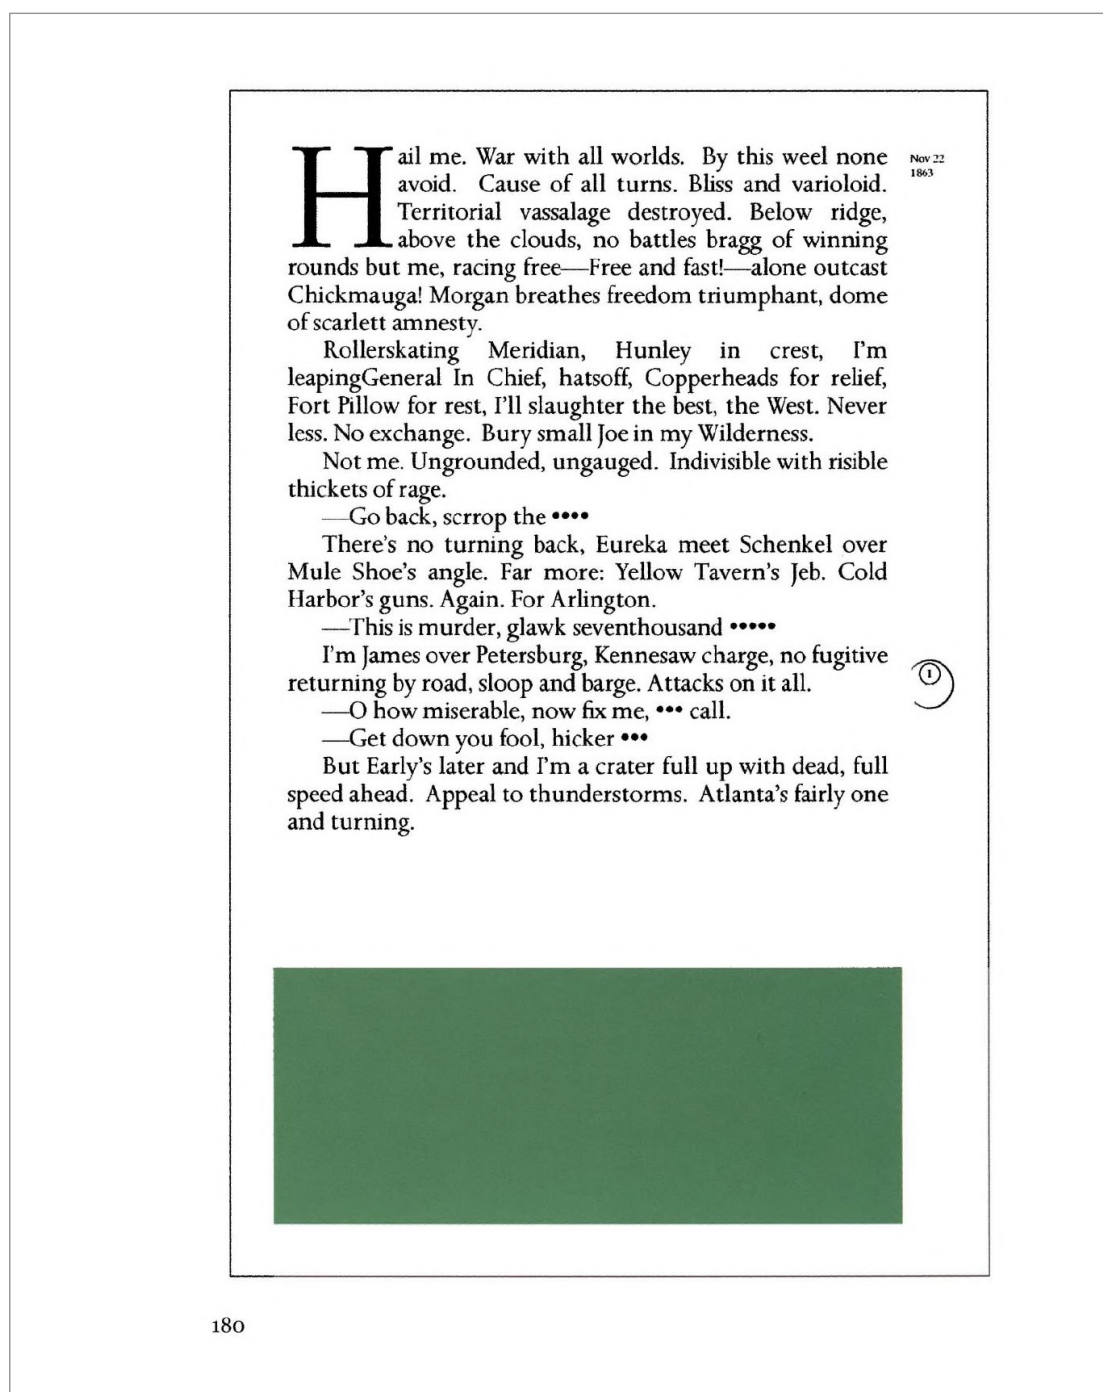 Hail me. War with all worlds. By this weel none
avoid. Cause of all turns. Bliss and varioloid.
Territorial vassalage destroyed. Below ridge,
above the clouds, no battles bragg of winning
rounds but me, racing free—Free and fast!—alone outcast
Chickmauga! Morgan breathes freedom triumphant, dome
of scarlett amnesty.
Rollerskating Meridian, Hunley in crest, I'm
leapingGeneral In Chief, hatsoff, Copperheads for relief,
Fort Pillow for rest, I'll slaughter the best, the West. Never
less. No exchange. Bury small Joe in my Wilderness.
Not me. Ungrounded, ungauged. Indivisible with risible
thickets of rage.
—Go back, scrrop the ••••
There's no turning back, Eureka meet Schenkel over
Mule Shoe's angle. Far more: Yellow Tavern's Jeb. Cold
Harbor's guns. Again. For Arlington.
—This is murder, glawk seventhousand •••••
I'm James over Petersburg, Kennesaw charge, no fugitive
returning by road, sloop and barge. Attacks on it all.
—O how miserable, now fix me, ••• call.
—Get down you fool, hicker •••
But Early's later and I'm a crater full up with dead, full
speed ahead. Appeal to thunderstorms. Atlanta's fairly one
and turning.
Nov 22
1863
1
180